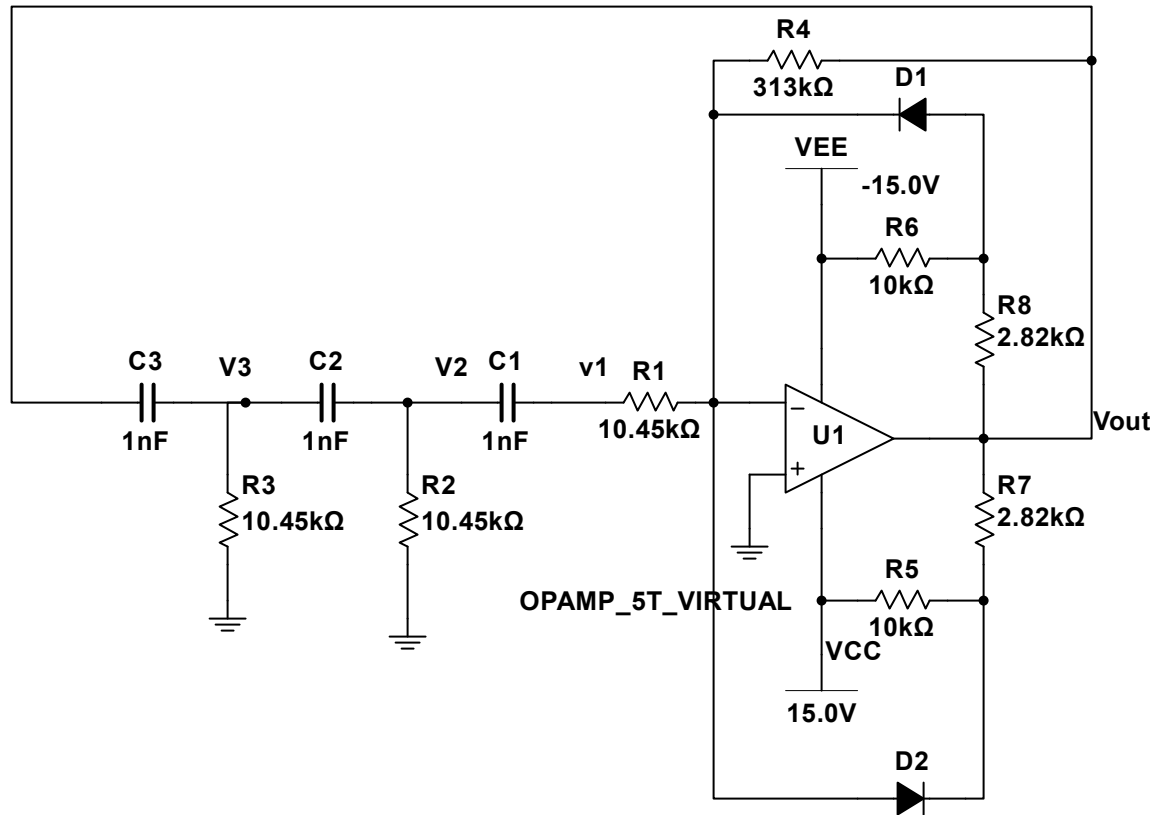 R4
313kΩ
D1
VEE
-15.0V
R6
10kΩ
R8
2.82kΩ
C3
V3
C2
V2
C1
v1
R1
1nF
1nF
1nF
10.45kΩ
U1
Vout
R3
10.45kΩ
R2
10.45kΩ
R7
2.82kΩ
R5
OPAMP_5T_VIRTUAL
10kΩ
VCC
15.0V
D2